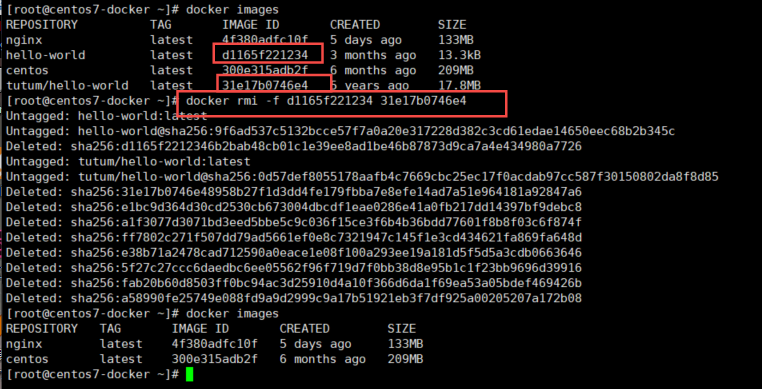 [root@centos7-docker ~]# docker images
REPOSITORY TAG IMAGE ID CREATED SIZE
nginx latest 4f380adfc10f 5 days ago 133MB
hello-world latest d1165f221234 3 months ago 13.3kB
centos latest 300e315adb2f 6 months ago 209MB
tutum/hello-world latest 31e17b0746e4 years ago 17.8MB
[root@centos7-docker ~]# docker rmi -f d1165f221234 31e17b0746e4
Untagged: hello-world:latest
Untagged: hello-world@sha256:9f6ad537c5132bcce57f7a0a20e317228d382c3cd61edae14650eec68b2b345c
Deleted: sha256:d1165f2212346b2bab48cb01c1e39ee8ad1be46b87873d9ca7a4e434980a7726
Untagged: tutum/hello-world:latest
Untagged: tutum/hello-world@sha256:0d57def8055178aafb4c7669cbc25ec17f0acdab97cc587f30150802da8f8d85
Deleted: sha256:31e17b0746e48958b27f1d3dd4fe179fbba7e8efe14ad7a51e964181a92847a6
Deleted: sha256:e1bc9d364d30cd2530cb673004dbcdf1eae0286e41a0fb217dd14397bf9debc8
Deleted: sha256:a1f3077d3071bd3eed5bbe5c9c036f15ce3f6b4b36bdd77601f8b8f03c6f874f
Deleted: sha256:ff7802c271f507dd79ad5661ef0e8c7321947c145f1e3cd434621fa869fa648d
Deleted: sha256:e38b71a2478cad712590a0eace1e08f100a293ee19a181d5f5d5a3cdb0663646
Deleted: sha256:5f27c27ccc6daedbc6ee05562f96f719d7f0bb38d8e95b1c1f23bb9696d39916
Deleted: sha256:fab20b60d8503ff0bc94ac3d25910d4a10f366d6da1f69ea53a05bdef469426b
Deleted: sha256:a58990fe25749e088fd9a9d2999c9a17b51921eb3f7df925a00205207a172b08
[root@centos7-docker ~]# docker images
REPOSITORY TAG IMAGE ID CREATED SIZE
nginx latest 4f380adfc10f 5 days ago 133MB
centos latest 300e315adb2f 6 months ago 209MB
[root@centos7-docker ~]#